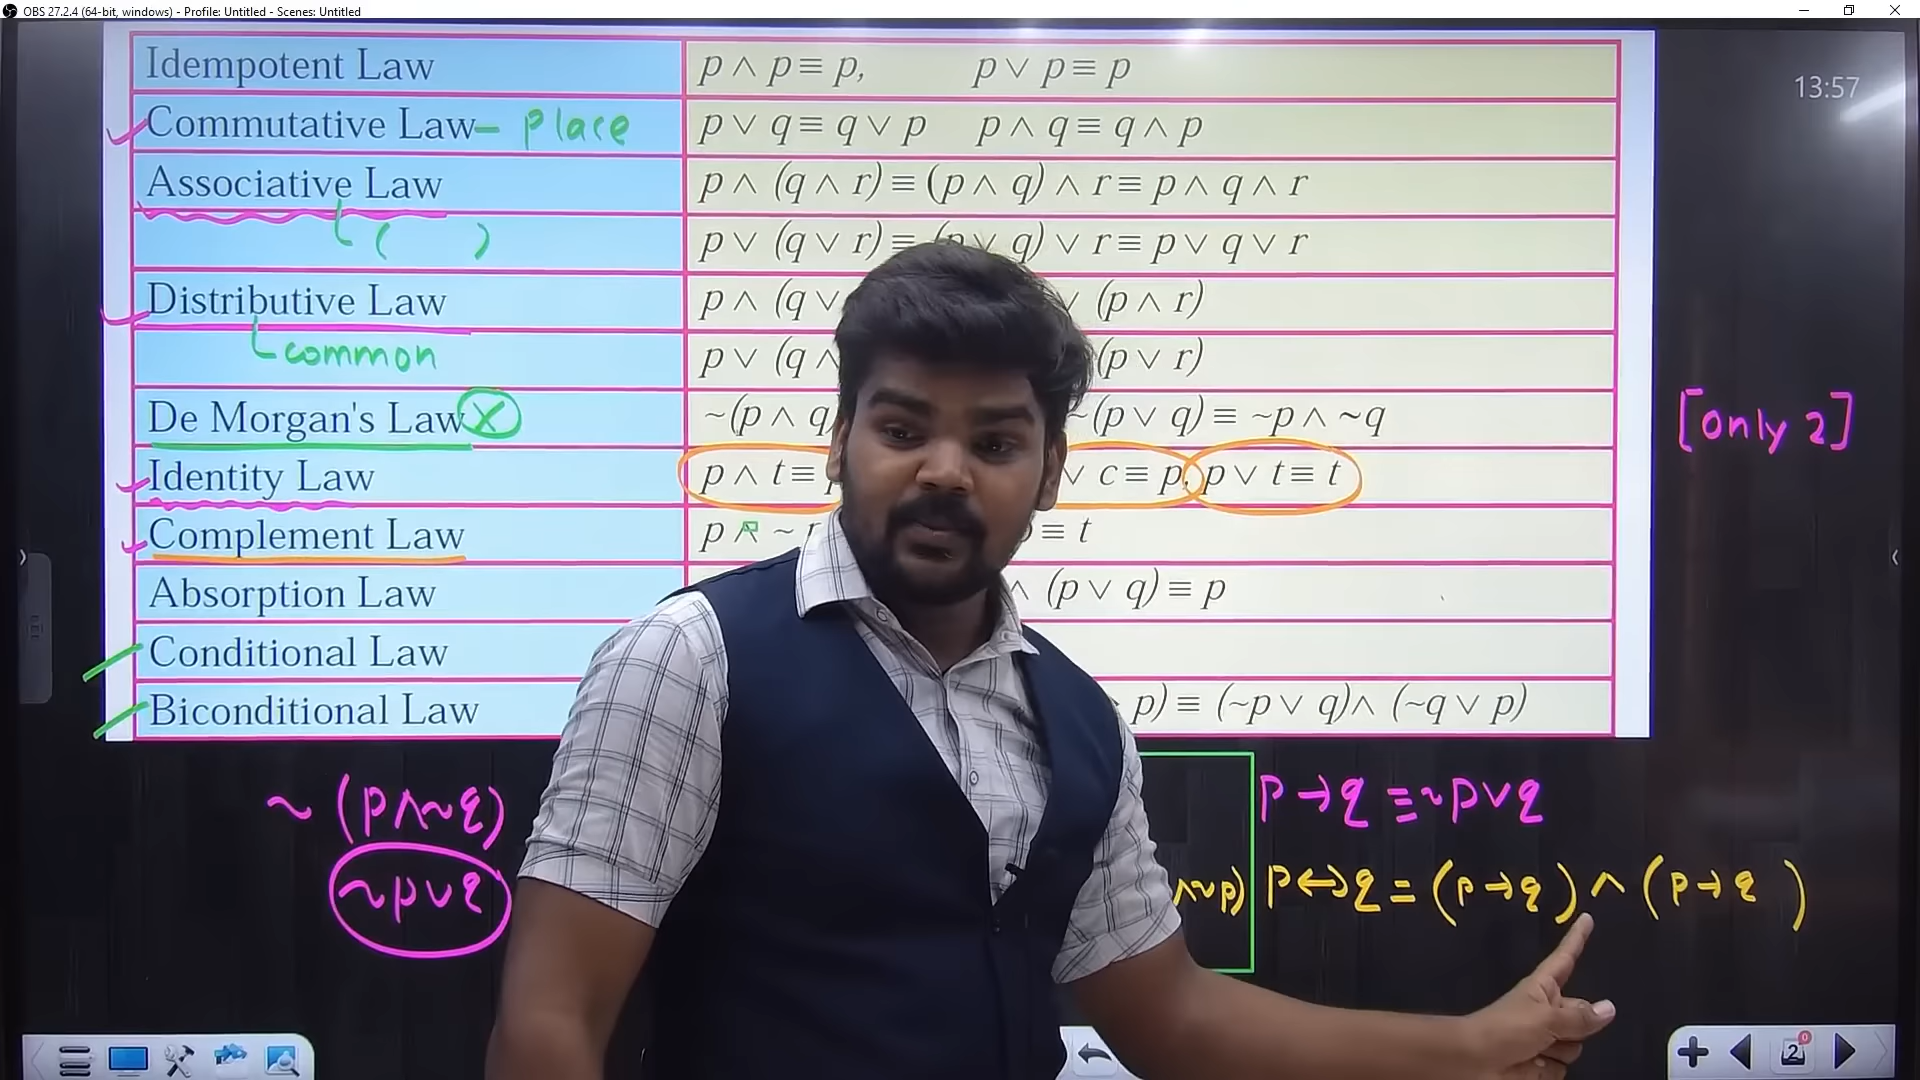 OBS 27.2.4 (64-bit, windows) - Profile: Untitled - Scenes: Untitled
13:57
Idempotent Law p ∧ p ≡ p, p ∨ p ≡ p
Commutative Law - place p ∨ q ≡ q ∨ p p ∧ q ≡ q ∧ p
Associative Law p ∧ (q ∧ r) ≡ (p ∧ q) ∧ r ≡ p ∧ q ∧ r
( ) p ∨ (q ∨ r) ≡ (p ∨ q) ∨ r ≡ p ∨ q ∨ r
Distributive Law p ∧ (q ∨ (p ∧ r)
common p ∨ (q ∧ (p ∨ r)
De Morgan's Law X ~(p ∧ q) ~(p ∨ q) ≡ ~p ∧ ~q
[only 2]
Identity Law p ∧ t ≡ ∨ c ≡ p, p ∨ t ≡ t
Complement Law p ∧ ~ ≡ t
Absorption Law ∧ (p ∨ q) ≡ p
Conditional Law
Biconditional Law p) ≡ (~p ∨ q) ∧ (~q ∨ p)
~ (p ∧ ~q) p → q ≡ ~p ∨ q
~p ∨ q ∧ ~p) p ↔ q = (p → q) ∧ (p → q )
2
0